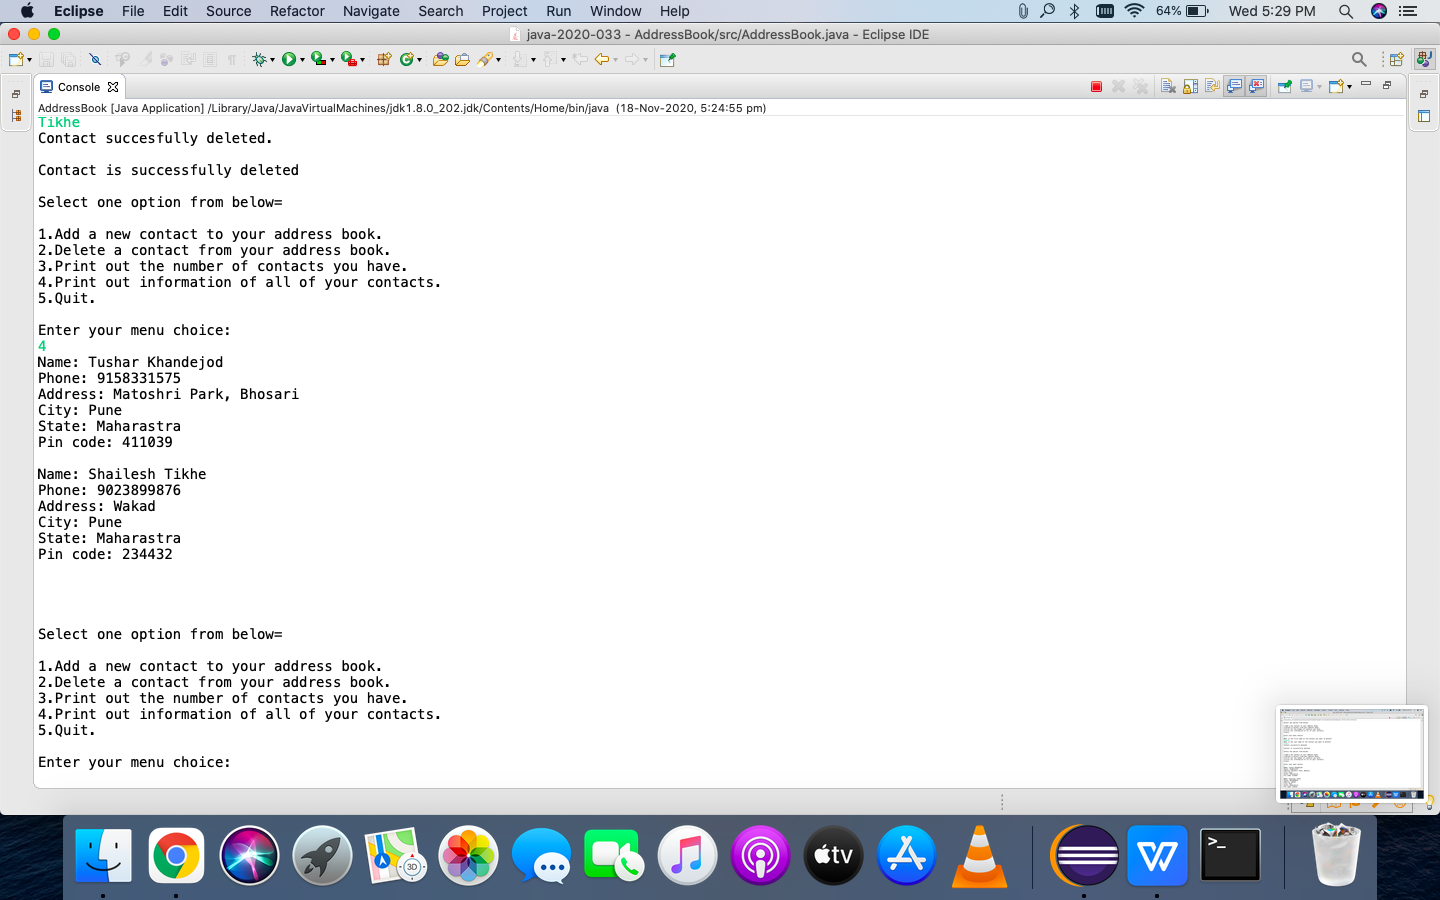 Eclipse File Edit Source Refactor Navigate Search Project Run Window Help 64% Wed 5:29 PM
java-2020-033 - AddressBook/src/AddressBook.java - Eclipse IDE
Console
AddressBook [Java Application] /Library/Java/JavaVirtualMachines/jdk1.8.0_202.jdk/Contents/Home/bin/java (18-Nov-2020, 5:24:55 pm)
Tikhe
Contact succesfully deleted.
Contact is successfully deleted
Select one option from below=
1.Add a new contact to your address book.
2.Delete a contact from your address book.
3.Print out the number of contacts you have.
4.Print out information of all of your contacts.
5.Quit.
Enter your menu choice:
4
Name: Tushar Khandejod
Phone: 9158331575
Address: Matoshri Park, Bhosari
City: Pune
State: Maharastra
Pin code: 411039
Name: Shailesh Tikhe
Phone: 9023899876
Address: Wakad
City: Pune
State: Maharastra
Pin code: 234432
Select one option from below=
1.Add a new contact to your address book.
2.Delete a contact from your address book.
3.Print out the number of contacts you have.
4.Print out information of all of your contacts.
5.Quit.
Enter your menu choice:
3D
tv
W
>_